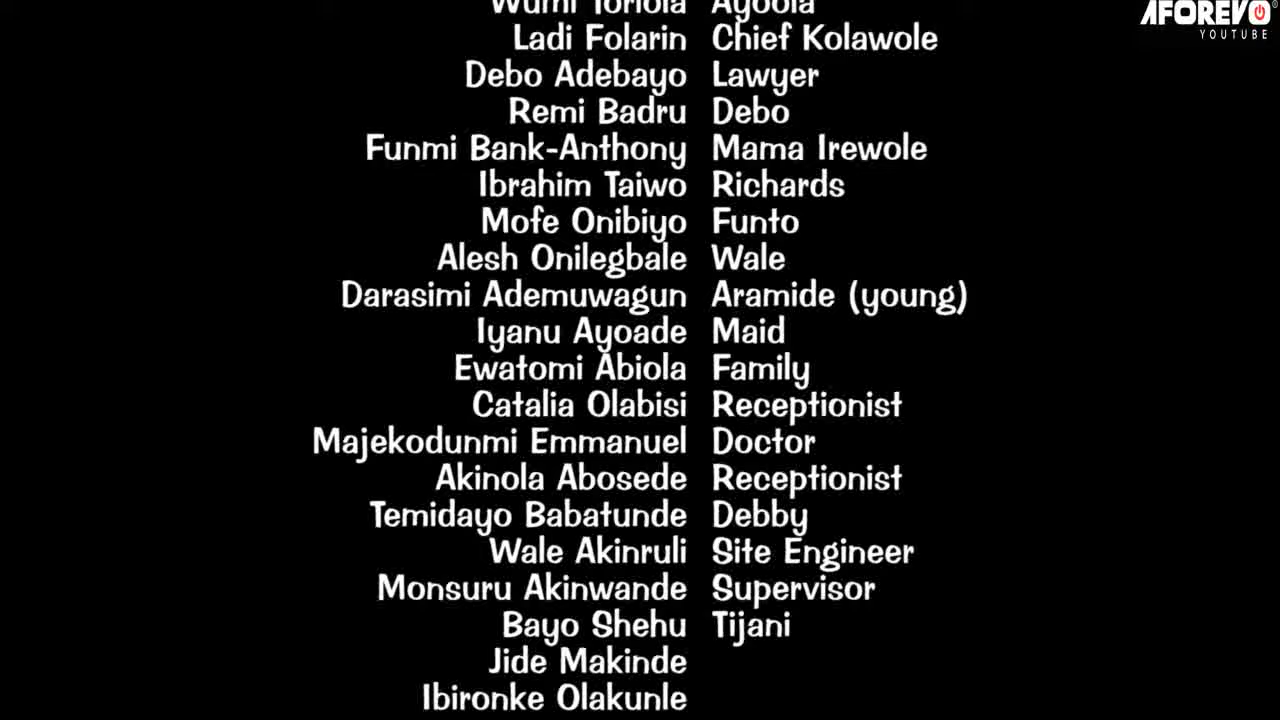 AFOREVO
YOUTUBE
Wumi Toriola Ayoola
Ladi Folarin Chief Kolawole
Debo Adebayo Lawyer
Remi Badru Debo
Funmi Bank-Anthony Mama Irewole
Ibrahim Taiwo Richards
Mofe Onibiyo Funto
Alesh Onilegbale Wale
Darasimi Ademuwagun Aramide (young)
Iyanu Ayoade Maid
Ewatomi Abiola Family
Catalia Olabisi Receptionist
Majekodunmi Emmanuel Doctor
Akinola Abosede Receptionist
Temidayo Babatunde Debby
Wale Akinruli Site Engineer
Monsuru Akinwande Supervisor
Bayo Shehu Tijani
Jide Makinde
Ibironke Olakunle